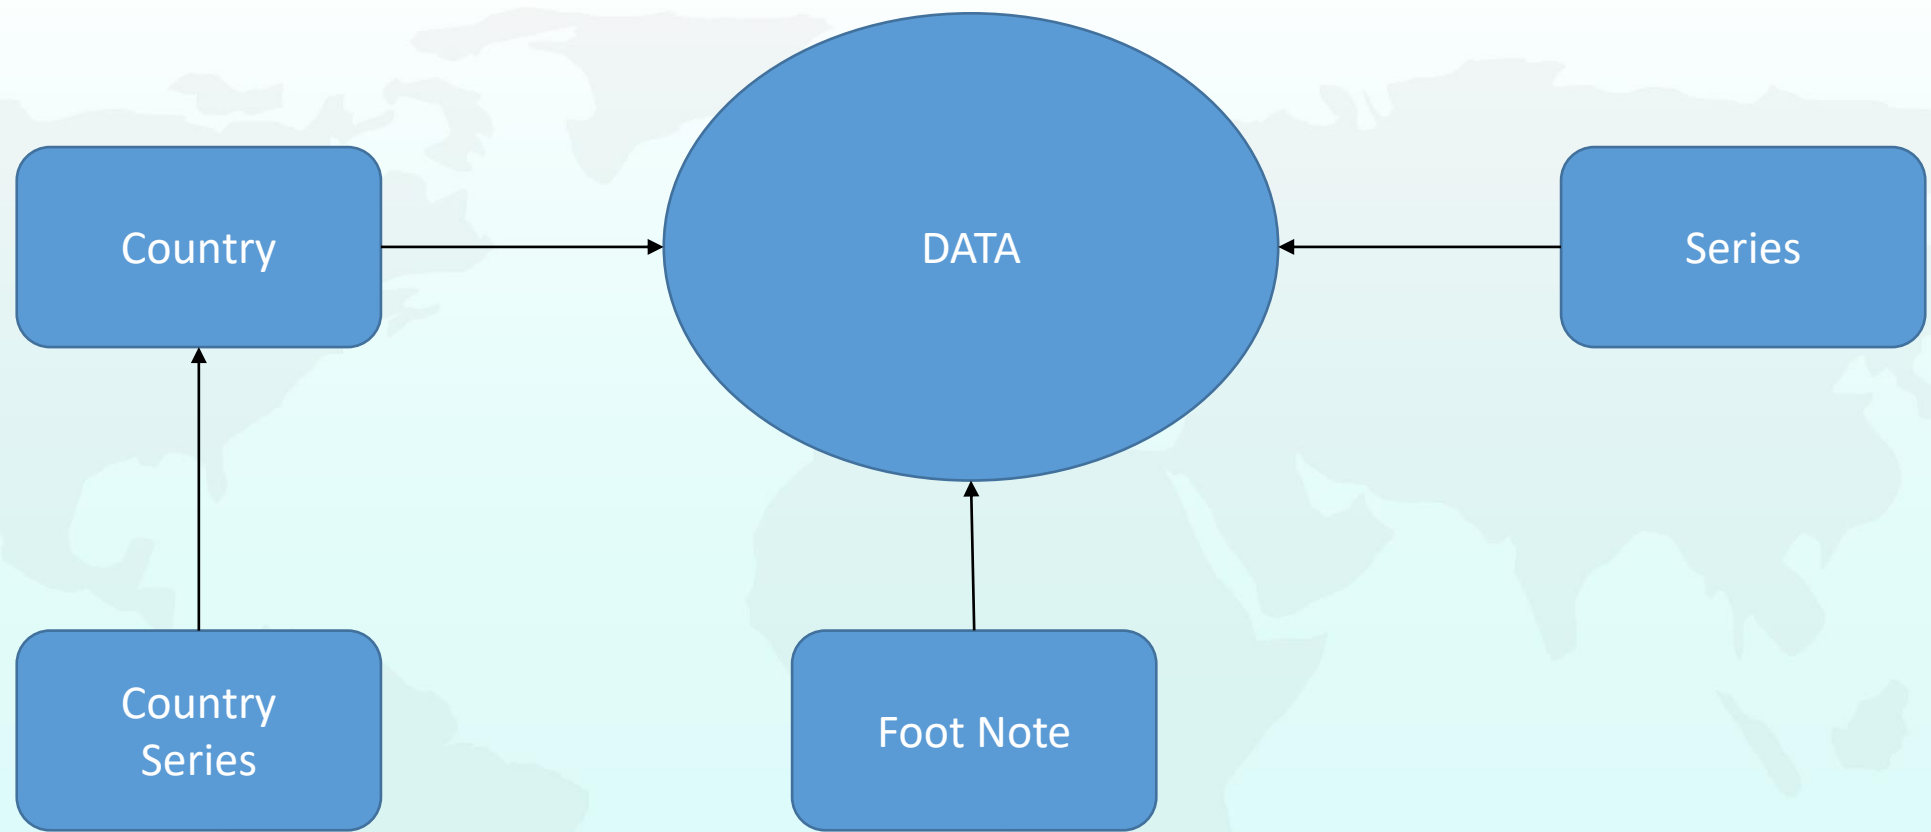 Country
DATA
Series
Country
Series
Foot Note